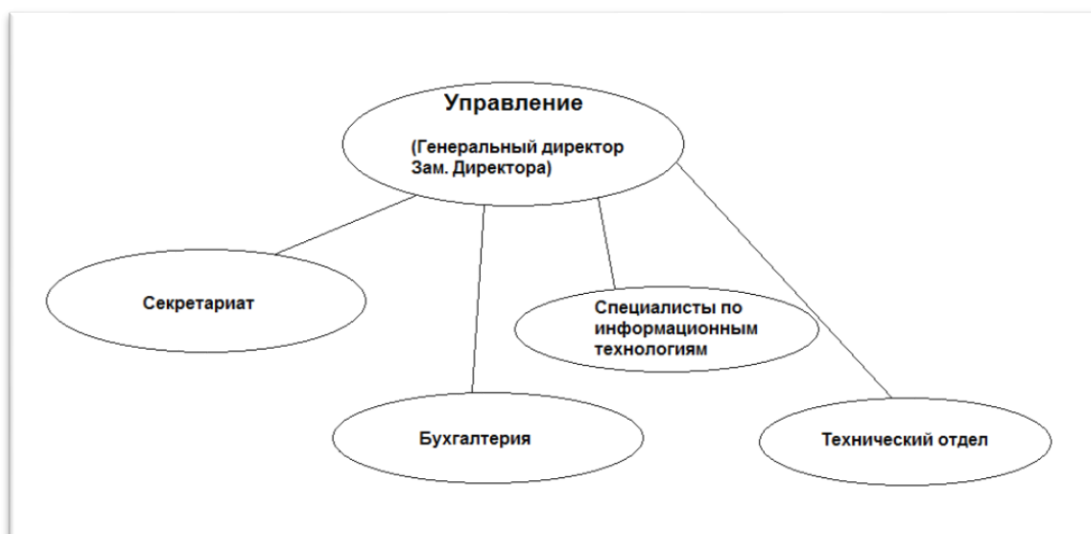 Управление
(Генеральный директор
Зам. Директора)
Секретариат
Специалисты по
информационным
технологиям
Бухгалтерия
Технический отдел